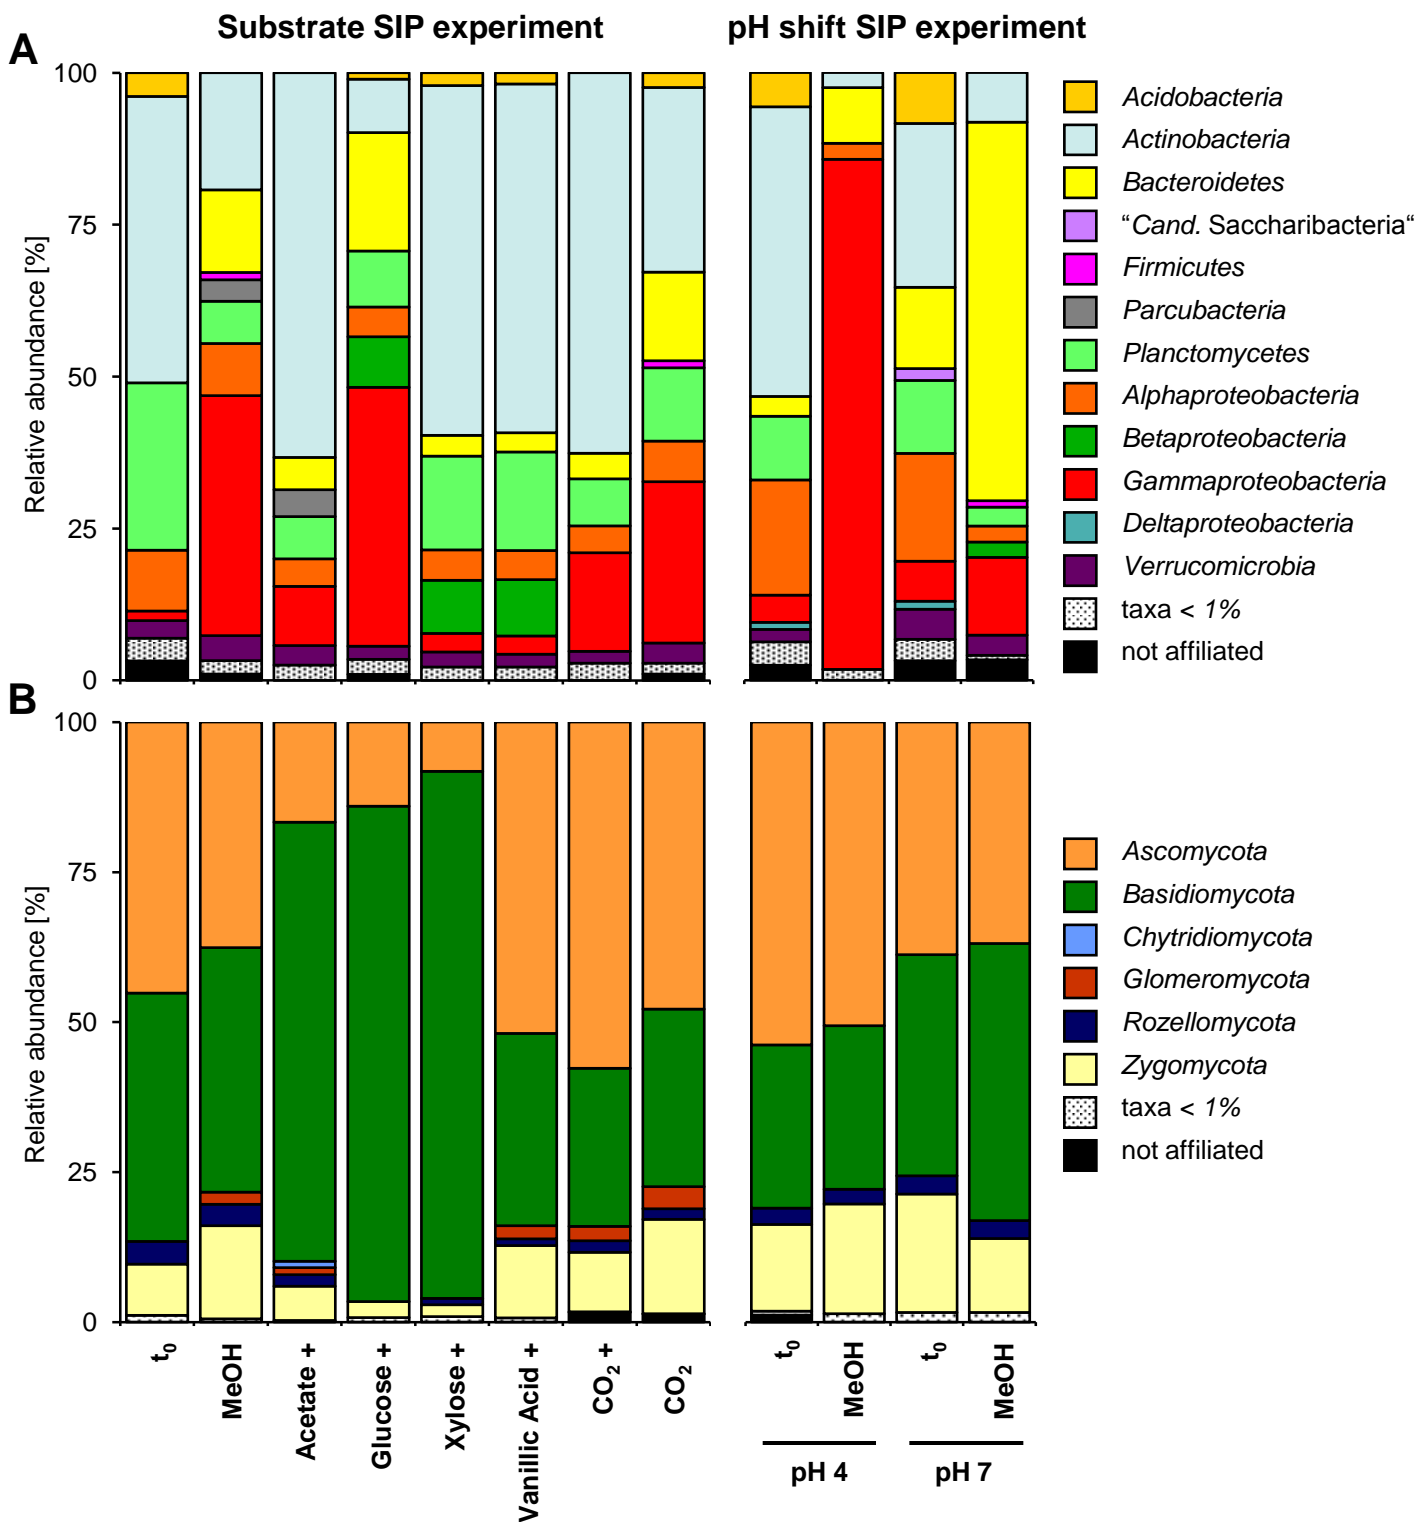 Substrate SIP experiment
pH shift SIP experiment
A
100
75
50
25
0
Relative abundance [%]
Acidobacteria
Actinobacteria
Bacteroidetes
“Cand. Saccharibacteria“
Firmicutes
Parcubacteria
Planctomycetes
Alphaproteobacteria
Betaproteobacteria
Gammaproteobacteria
Deltaproteobacteria
Verrucomicrobia
taxa < 1%
not affiliated
B
100
75
50
25
0
Relative abundance [%]
Ascomycota
Basidiomycota
Chytridiomycota
Glomeromycota
Rozellomycota
Zygomycota
taxa < 1%
not affiliated
t₀
MeOH
Acetate +
Glucose +
Xylose +
Vanillic Acid +
CO₂ +
CO₂
t₀
MeOH
t₀
MeOH
pH 4
pH 7